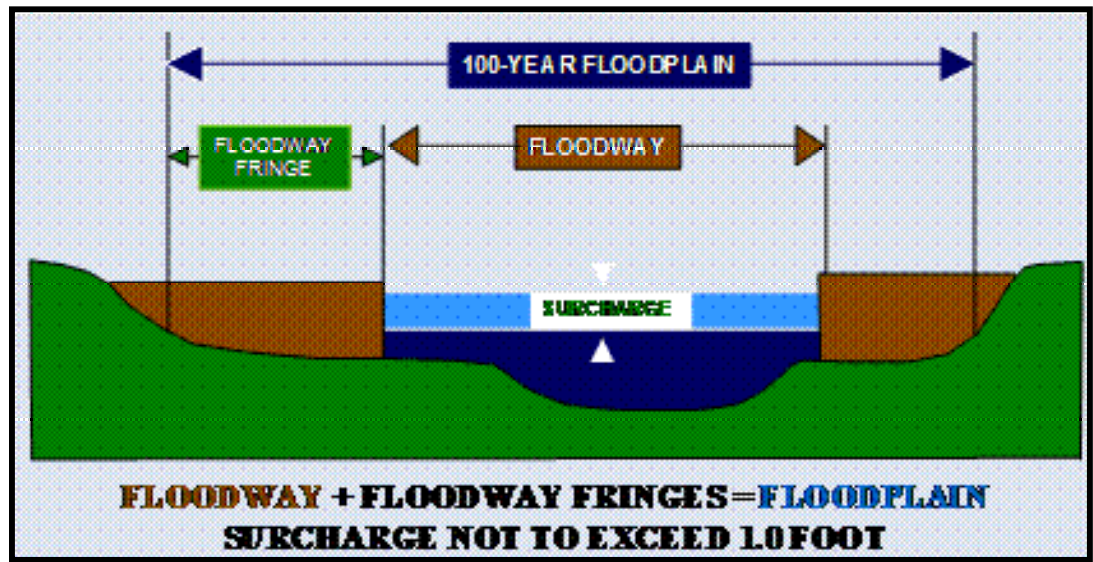 100-YEAR FLOODPLAIN
FLOODWAY
FRINGE
FLOODWAY
SURCHARGE
FLOODWAY + FLOODWAY FRINGES = FLOODPLAIN
SURCHARGE NOT TO EXCEED 1.0 FOOT